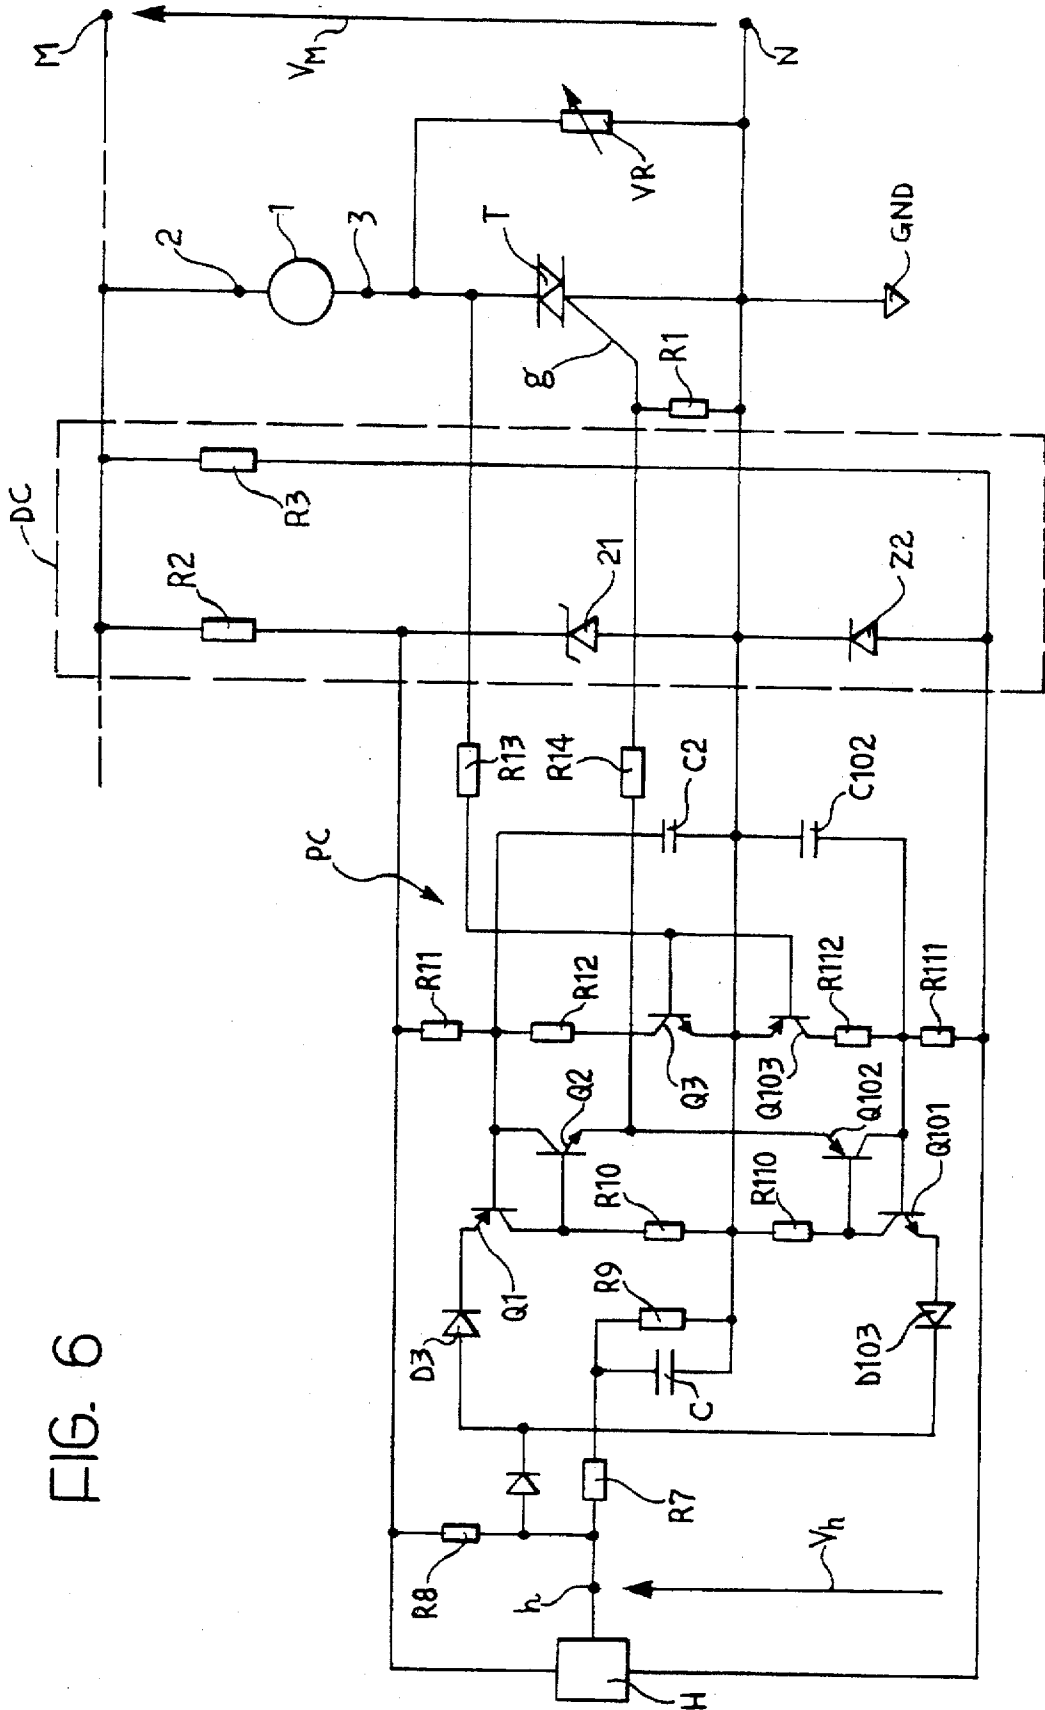 FIG. 6
M
VM
N
2
1
3
VR
T
g
GND
R1
DC
R3
R2
21
Z2
R13
R14
C2
C102
PC
R11
R12
Q3
Q103
R112
R111
Q2
Q102
Q101
R10
R110
Q1
R9
D3
C
D103
R7
R8
h
Vh
H